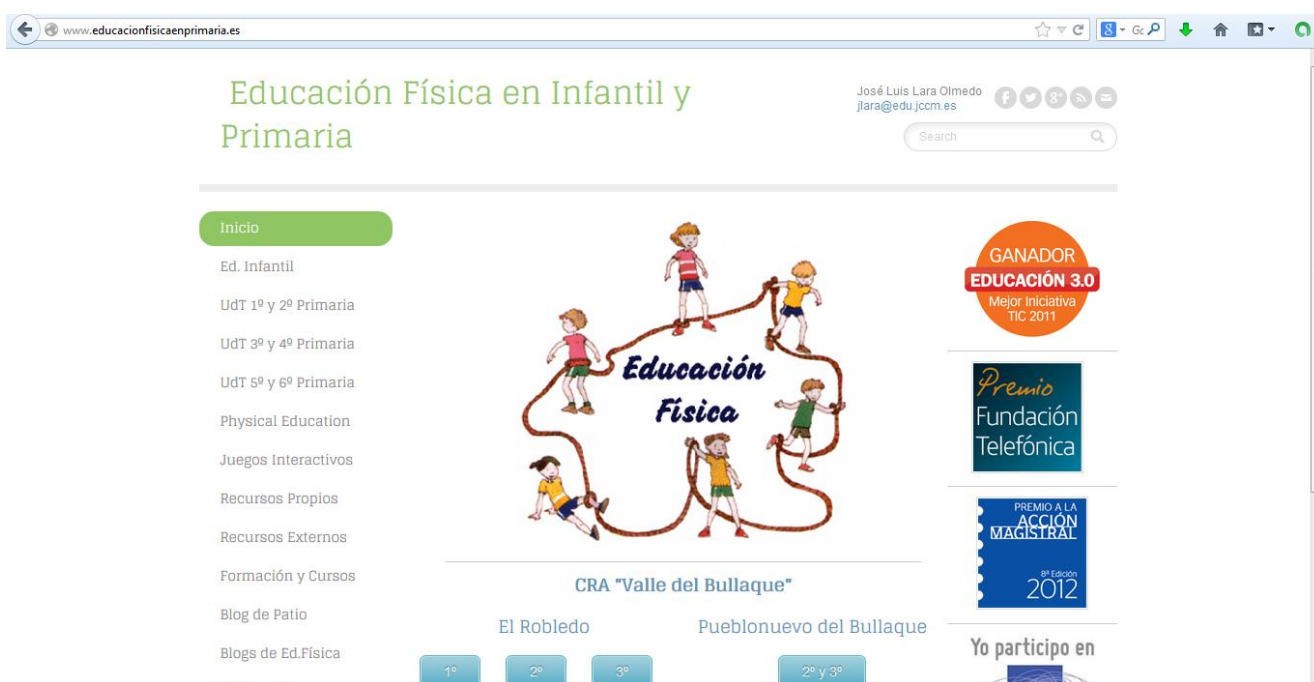 www.educacionfisicaenprimaria.es
Educación Física en Infantil y
Primaria
José Luis Lara Olmedo
jlara@edu.jccm.es
Search
Inicio
Ed. Infantil
UdT 1º y 2º Primaria
UdT 3º y 4º Primaria
UdT 5º y 6º Primaria
Physical Education
Juegos Interactivos
Recursos Propios
Recursos Externos
Formación y Cursos
Blog de Patio
Blogs de Ed.Física
Educación
Física
CRA "Valle del Bullaque"
El Robledo
Pueblonuevo del Bullaque
1º
2º
3º
2º y 3º
GANADOR
EDUCACIÓN 3.0
Mejor Iniciativa
TIC 2011
Premio
Fundación
Telefónica
PREMIO A LA
ACCIÓN
MAGISTRAL
8ª Edición
2012
Yo participo en